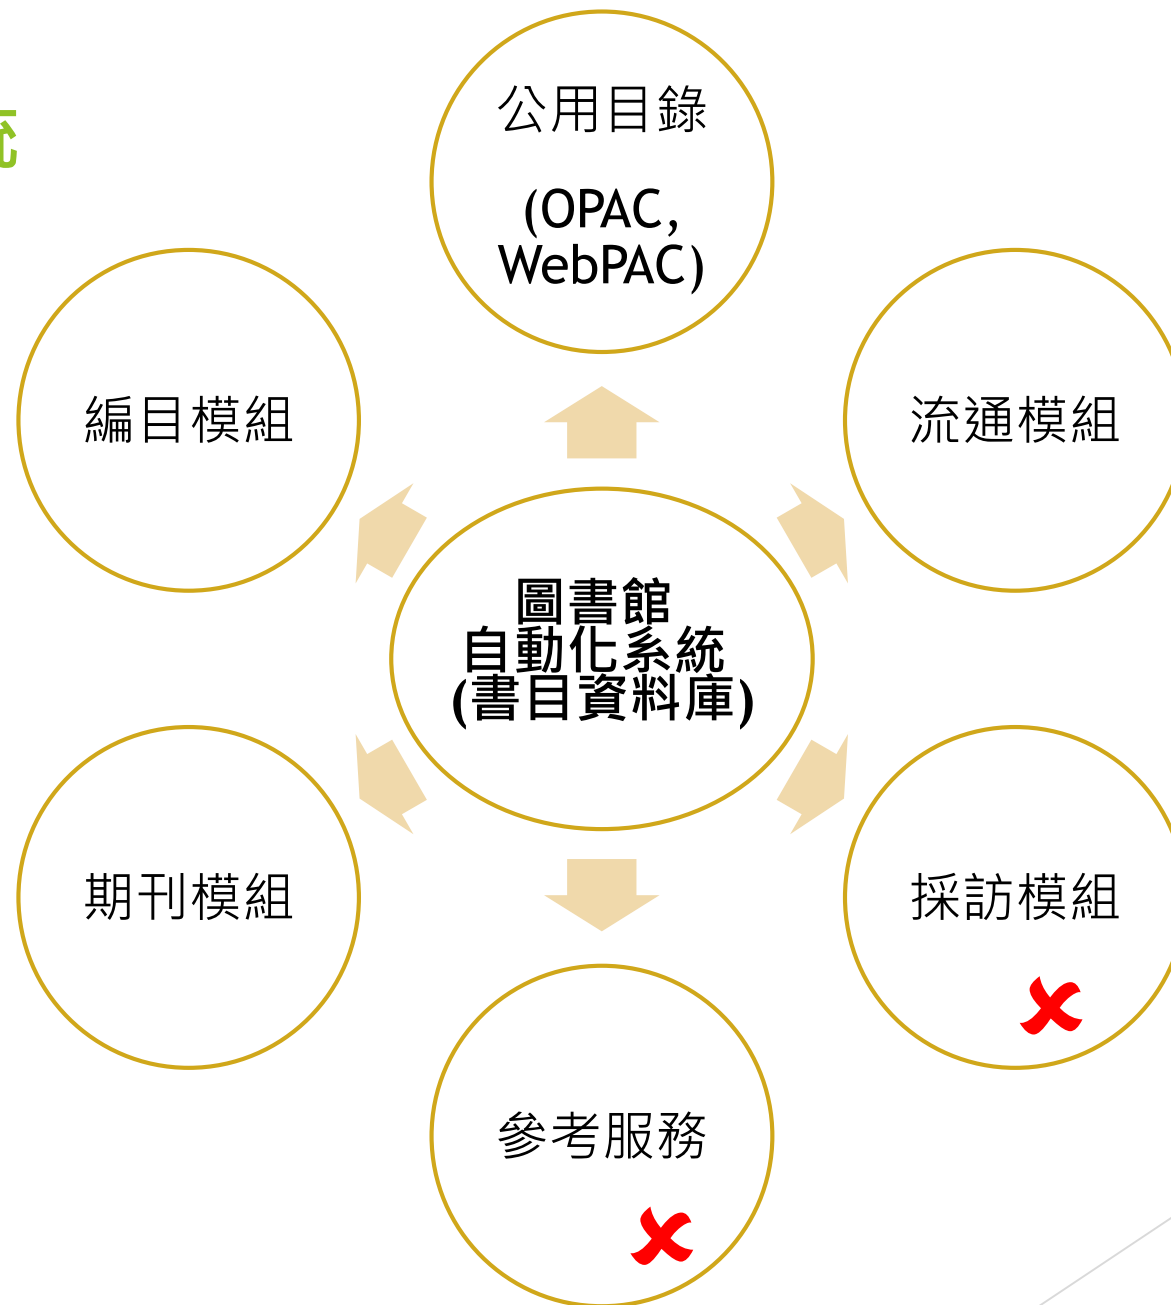 統
公用目錄
(OPAC,
WebPAC)
編目模組
流通模組
圖書館
自動化系統
(書目資料庫)
期刊模組
採訪模組
參考服務